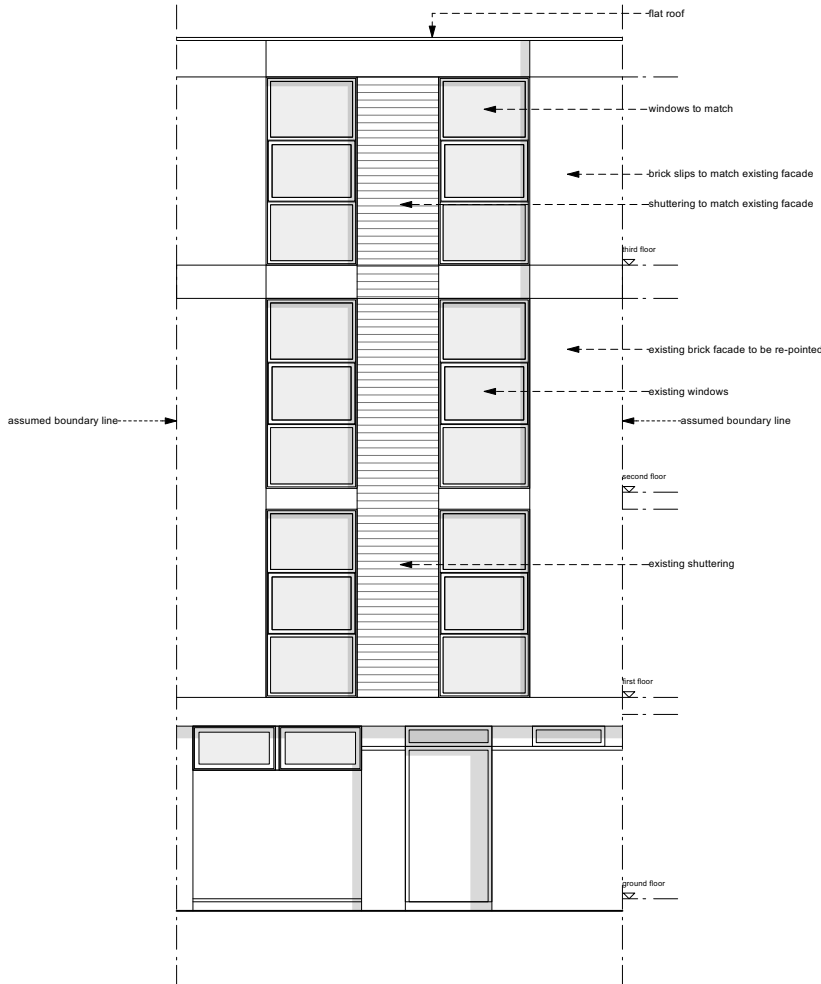 flat roof
windows to match
brick slips to match existing facade
shuttering to match existing facade
third floor
existing brick facade to be re-pointed
existing windows
assumed boundary line
assumed boundary line
second floor
existing shuttering
first floor
ground floor